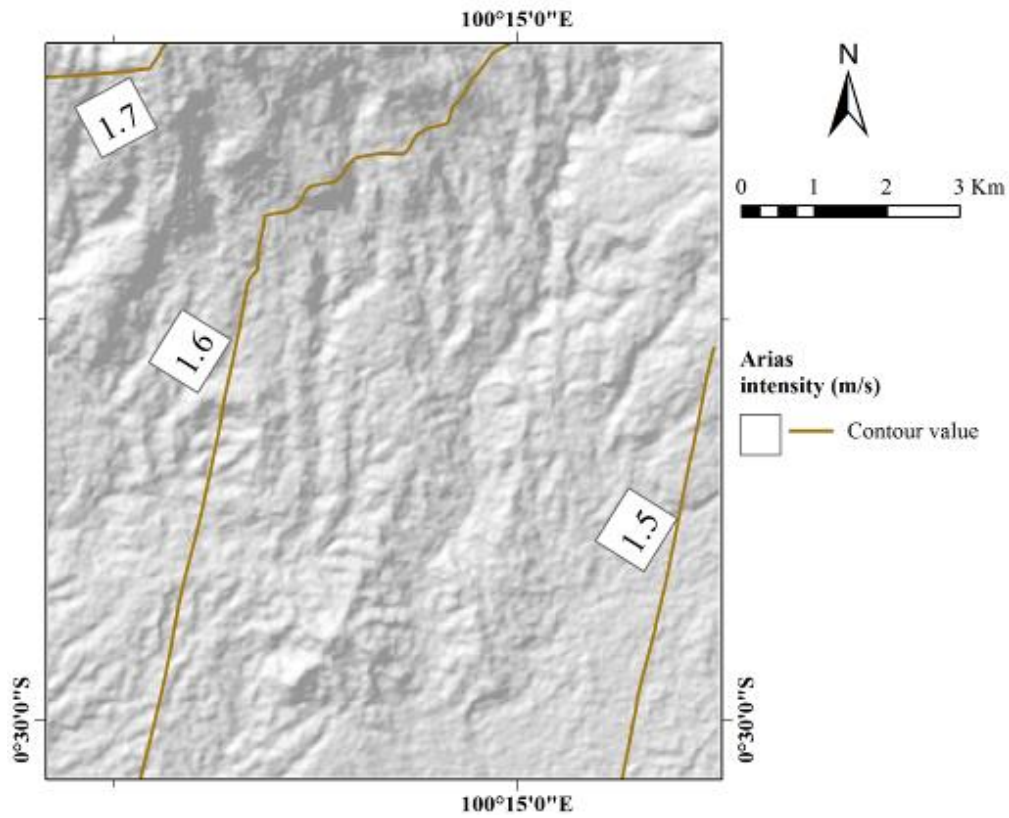 100°15'0"E
N
1.7
0 1 2 3 Km
1.6
Arias
intensity (m/s)
Contour value
1.5
0°30'0"S
0°30'0"S
100°15'0"E